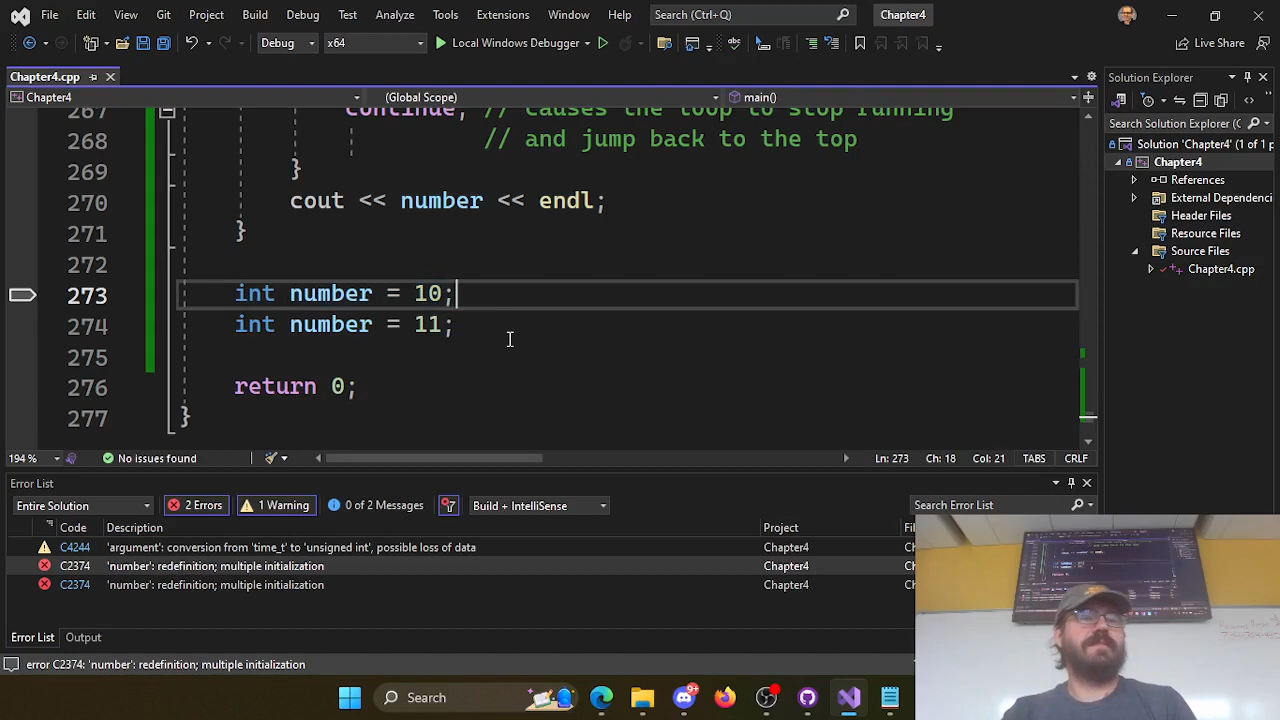 File Edit View Git Project Build Debug Test Analyze Tools Extensions Window Help Search (Ctrl+Q) Chapter4
Debug x64 Local Windows Debugger Live Share
Chapter4.cpp
Solution Explorer
Chapter4 (Global Scope) main()
Search Solution Explorer (C
267 continue; // causes the loop to stop running
268 // and jump back to the top
269 }
270 cout << number << endl;
271 }
272
273 int number = 10;
274 int number = 11;
275
276 return 0;
277 }
Solution 'Chapter4' (1 of 1 p
Chapter4
References
External Dependenci
Header Files
Resource Files
Source Files
Chapter4.cpp
194 % No issues found Ln: 273 Ch: 18 Col: 21 TABS CRLF
Error List
Entire Solution 2 Errors 1 Warning 0 of 2 Messages Build + IntelliSense Search Error List
Code Description Project Fil
C4244 'argument': conversion from 'time_t' to 'unsigned int', possible loss of data Chapter4
C2374 'number': redefinition; multiple initialization Chapter4
C2374 'number': redefinition; multiple initialization Chapter4
Error List Output
error C2374: 'number': redefinition; multiple initialization
Search 9+